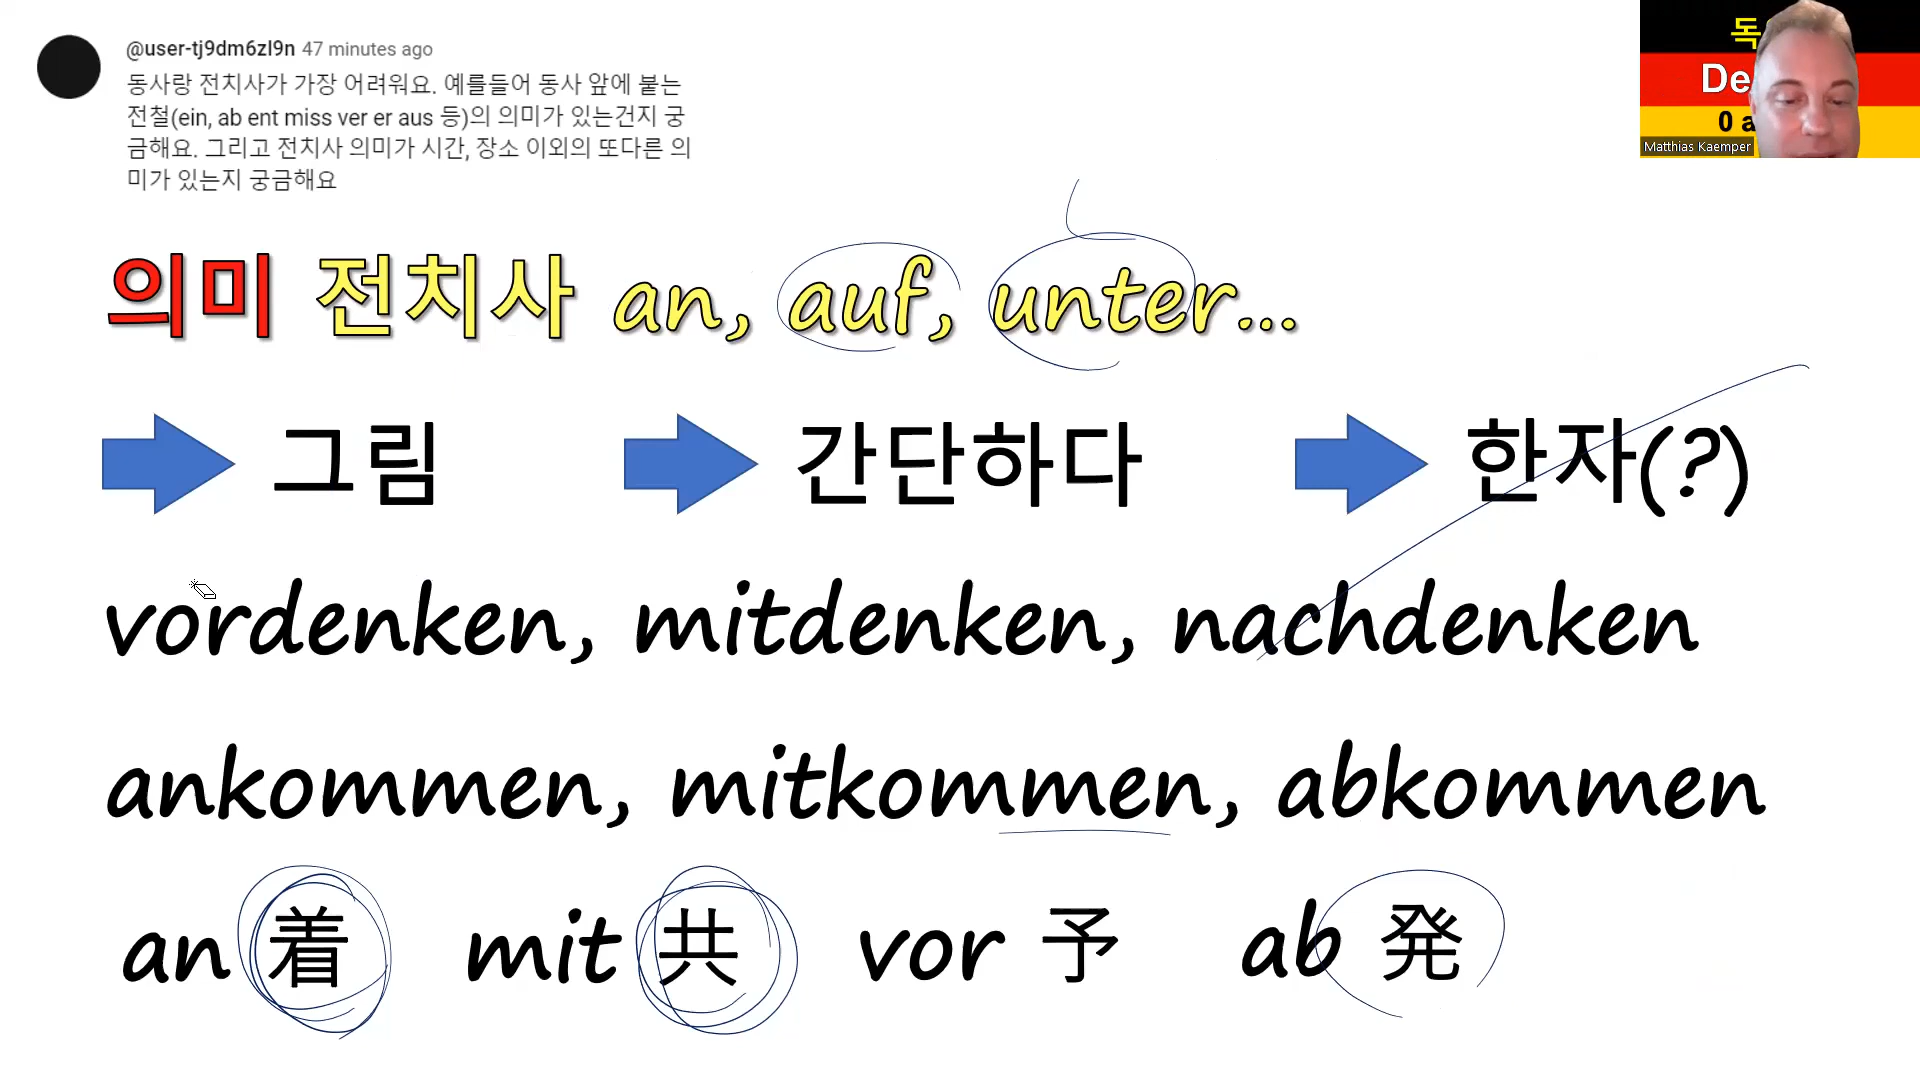 @user-tj9dm6zl9n 47 minutes ago
동사랑 전치사가 가장 어려워요. 예를들어 동사 앞에 붙는
전철(ein, ab ent miss ver er aus 등)의 의미가 있는건지 궁
금해요. 그리고 전치사 의미가 시간, 장소 이외의 또다른 의
미가 있는지 궁금해요
독
De
0 a
Matthias Kaemper
의미 전치사 an, auf, unter...
그림 간단하다 한자(?)
vordenken, mitdenken, nachdenken
ankommen, mitkommen, abkommen
an 着 mit 共 vor 予 ab 発